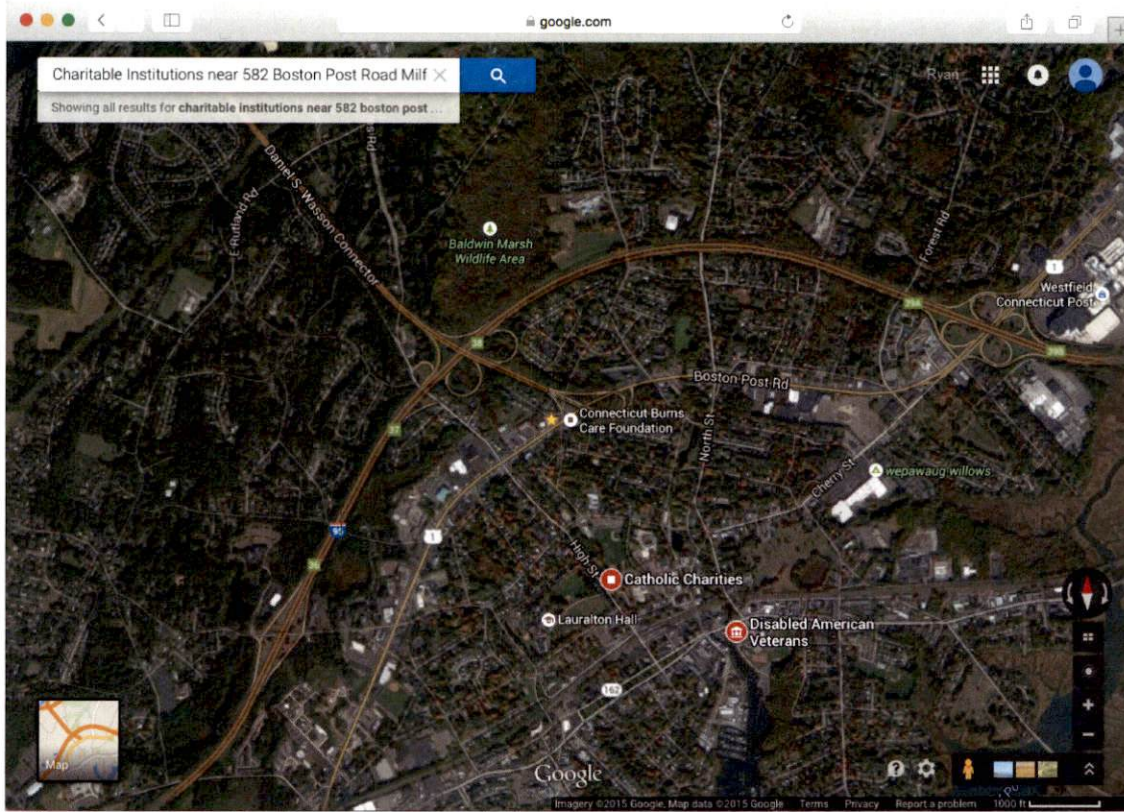 google.com
Charitable Institutions near 582 Boston Post Road Milf
Showing all results for charitable institutions near 582 boston post ...
Ryan
Daniel S. Wasson Connector
E Rutland Rd
Baldwin Marsh
Wildlife Area
Forest Rd
1
Westfield
Connecticut Post
Boston Post Rd
Connecticut Burns
Care Foundation
North St
Cherry St
wepawaug willows
37
95
1
High St
Catholic Charities
Lauralton Hall
Disabled American
Veterans
162
Map
Google
Imagery ©2015 Google, Map data ©2015 Google
Terms
Privacy
Report a problem
1000 ft